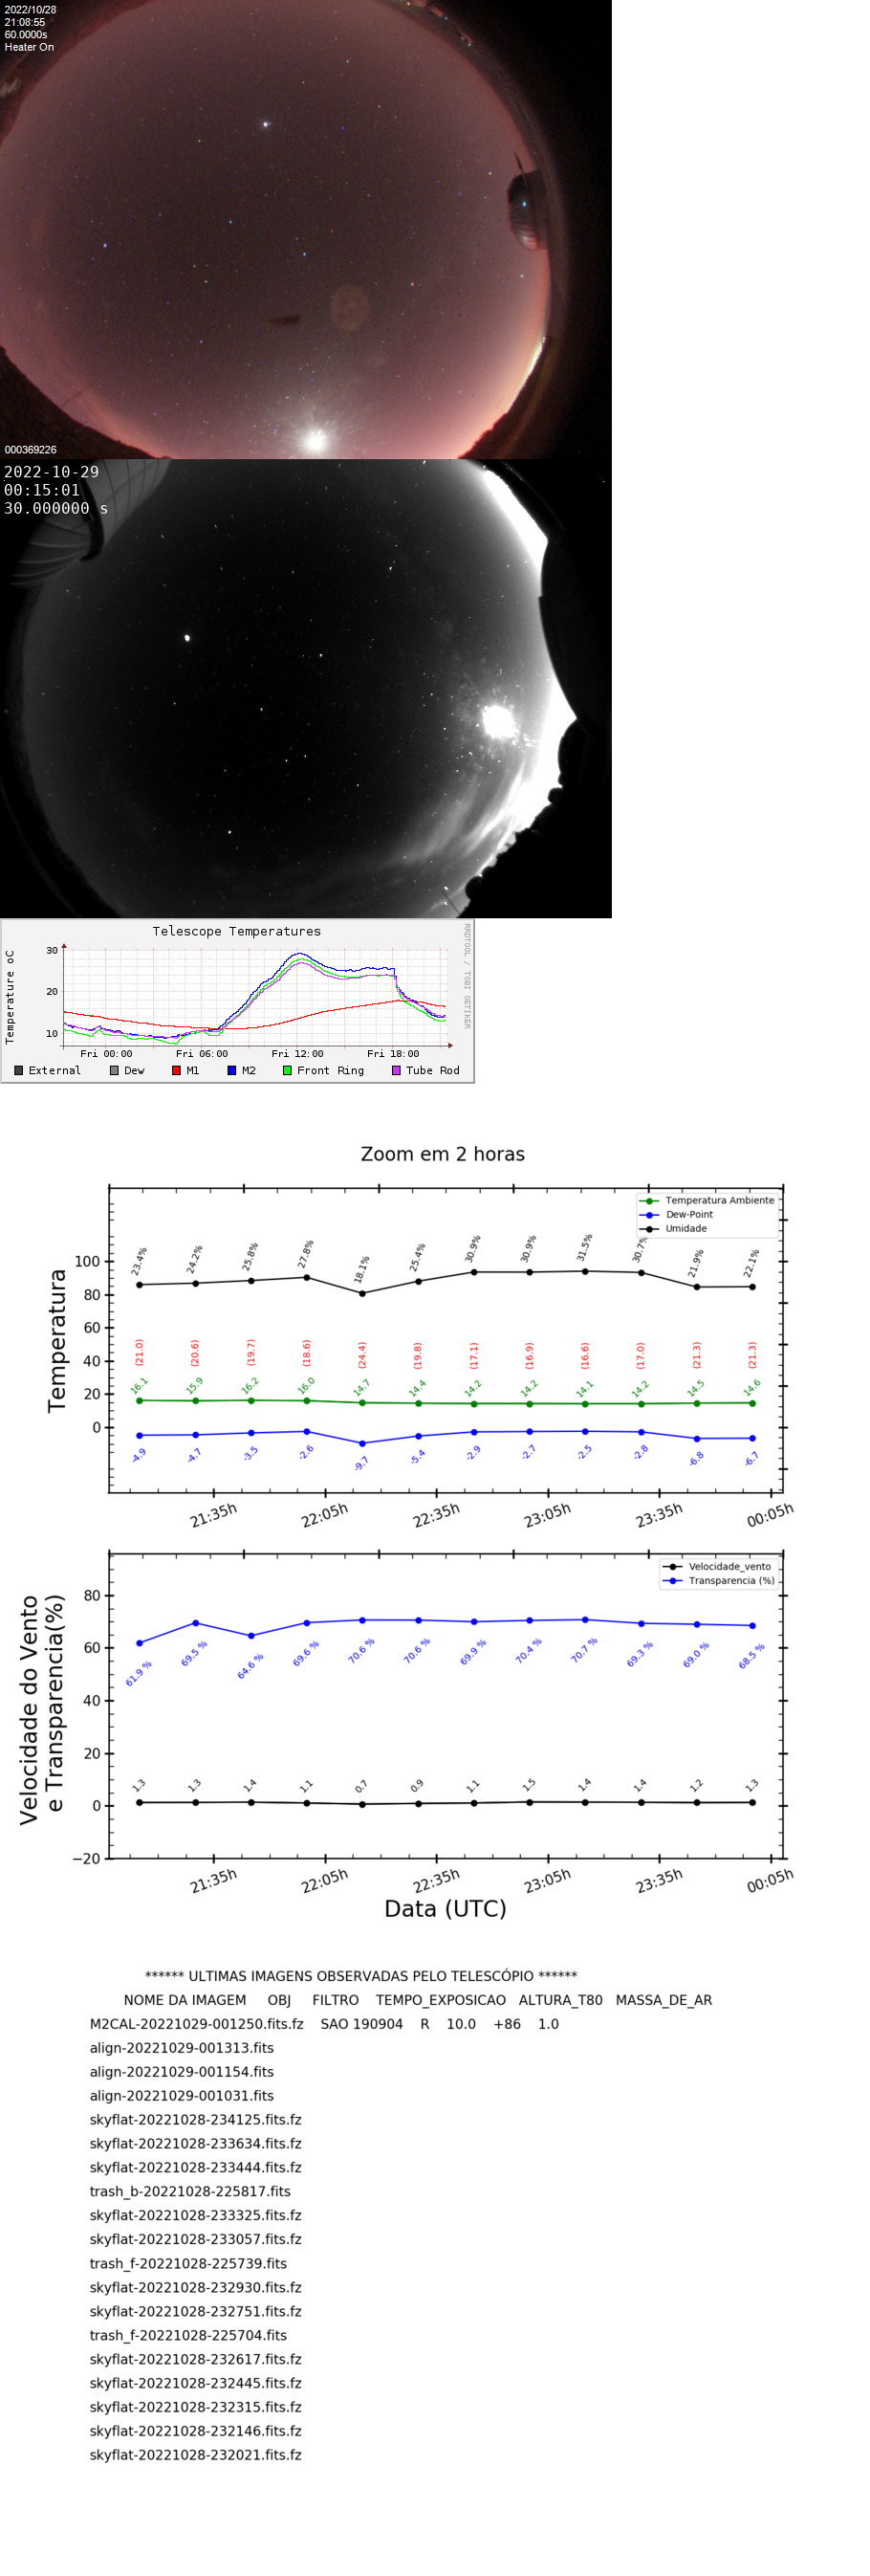 2022/10/28
21:08:55
60.0000s
Heater On
000369226
2022-10-29
00:15:01
30.000000 s
Telescope Temperatures
Temperature oC
30
20
10
Fri 00:00 Fri 06:00 Fri 12:00 Fri 18:00
External Dew M1 M2 Front Ring Tube Rod
RRDTOOL / TOBI OETIKER
Zoom em 2 horas
Temperatura
Temperatura Ambiente
Dew-Point
Umidade
100
80
60
40
20
0
23.4% 24.2% 25.8% 27.8% 18.1% 25.4% 30.9% 30.9% 31.5% 30.7% 21.9% 22.1%
(21.0) (20.6) (19.7) (18.6) (24.4) (19.8) (17.1) (16.9) (16.6) (17.0) (21.3) (21.3)
16.1 15.9 16.2 16.0 14.7 14.4 14.2 14.2 14.1 14.2 14.5 14.6
-4.9 -4.7 -3.5 -2.6 -9.7 -5.4 -2.9 -2.7 -2.5 -2.8 -6.8 -6.7
21:35h 22:05h 22:35h 23:05h 23:35h 00:05h
Velocidade do Vento
e Transparencia(%)
Velocidade_vento
Transparencia (%)
80
60
40
20
0
−20
61.9 % 69.5 % 64.6 % 69.6 % 70.6 % 70.6 % 69.9 % 70.4 % 70.7 % 69.3 % 69.0 % 68.5 %
1.3 1.3 1.4 1.1 0.7 0.9 1.1 1.5 1.4 1.4 1.2 1.3
21:35h 22:05h 22:35h 23:05h 23:35h 00:05h
Data (UTC)
****** ULTIMAS IMAGENS OBSERVADAS PELO TELESCÓPIO ******
NOME DA IMAGEM OBJ FILTRO TEMPO_EXPOSICAO ALTURA_T80 MASSA_DE_AR
M2CAL-20221029-001250.fits.fz SAO 190904 R 10.0 +86 1.0
align-20221029-001313.fits
align-20221029-001154.fits
align-20221029-001031.fits
skyflat-20221028-234125.fits.fz
skyflat-20221028-233634.fits.fz
skyflat-20221028-233444.fits.fz
trash_b-20221028-225817.fits
skyflat-20221028-233325.fits.fz
skyflat-20221028-233057.fits.fz
trash_f-20221028-225739.fits
skyflat-20221028-232930.fits.fz
skyflat-20221028-232751.fits.fz
trash_f-20221028-225704.fits
skyflat-20221028-232617.fits.fz
skyflat-20221028-232445.fits.fz
skyflat-20221028-232315.fits.fz
skyflat-20221028-232146.fits.fz
skyflat-20221028-232021.fits.fz